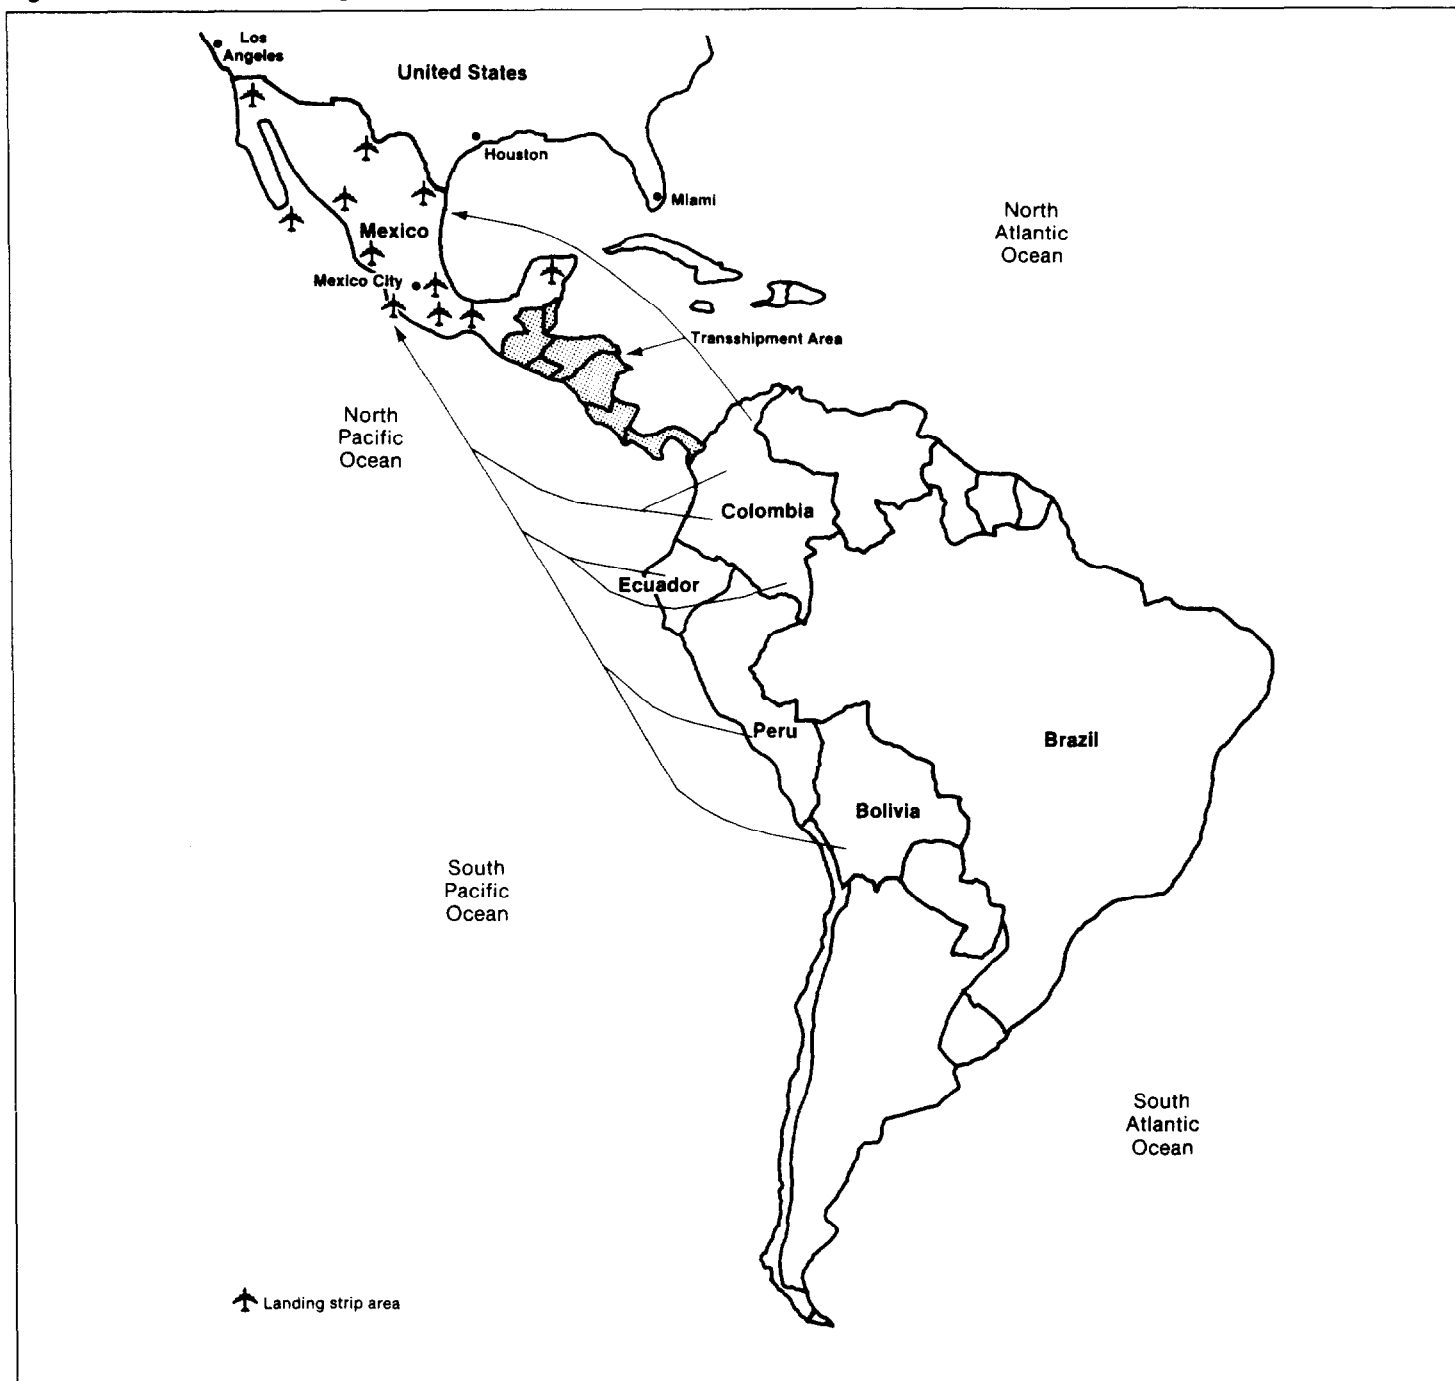 Los
Angeles
United States
Houston
Miami
North
Atlantic
Ocean
Mexico
Mexico City
Transshipment Area
North
Pacific
Ocean
Colombia
Ecuador
Peru
Brazil
Bolivia
South
Pacific
Ocean
South
Atlantic
Ocean
Landing strip area